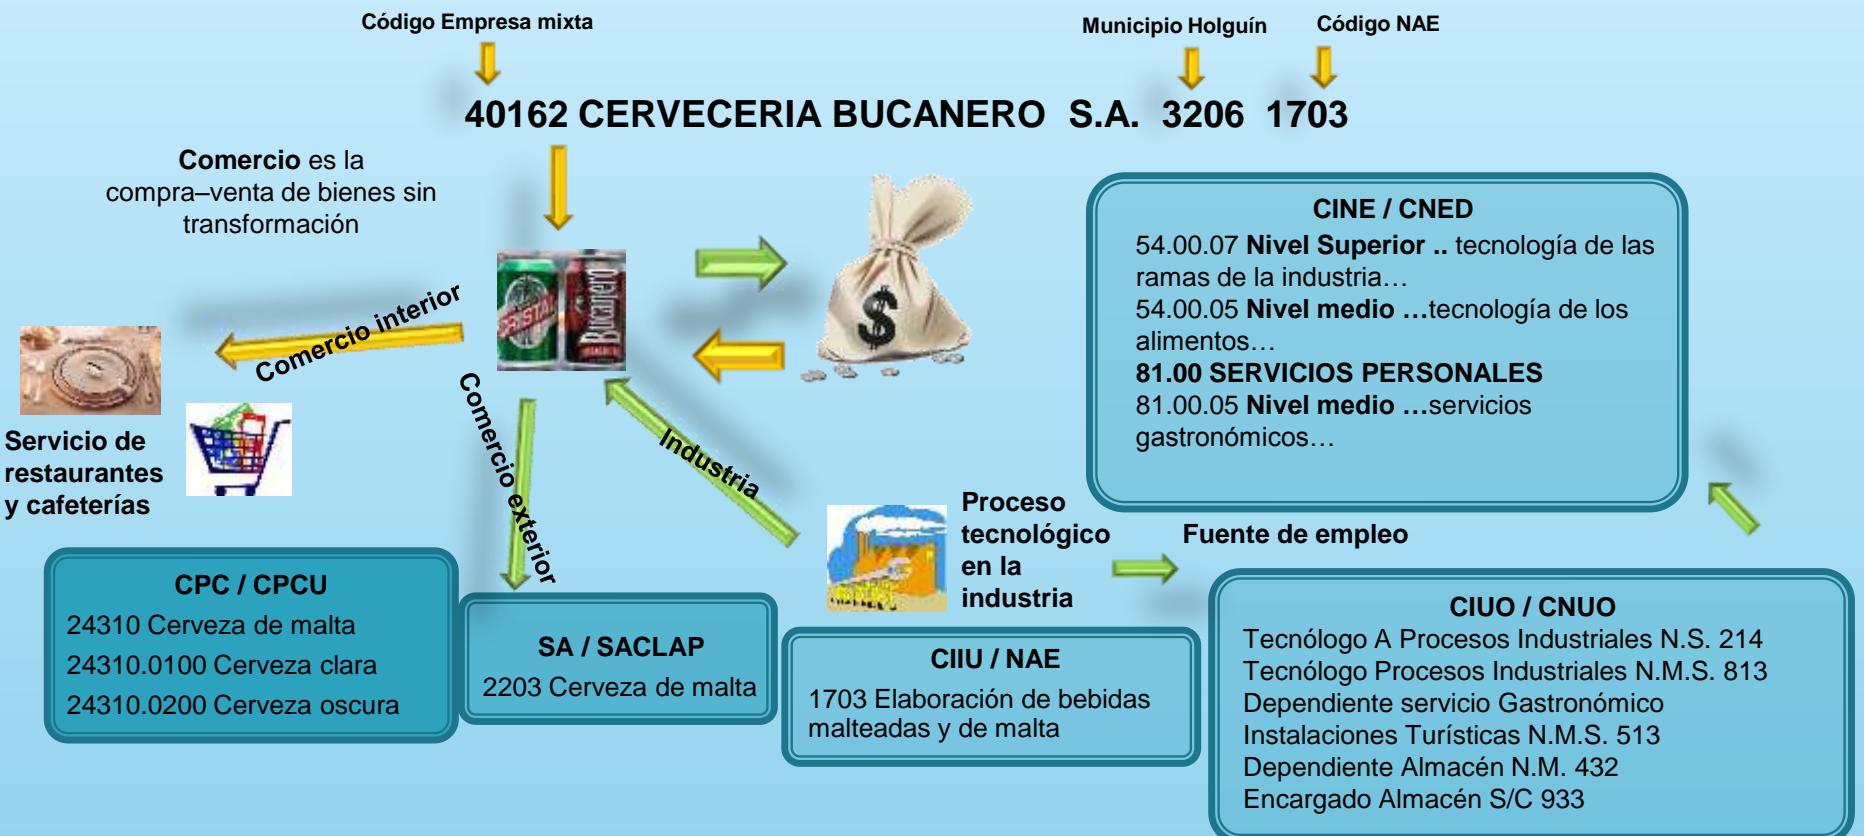 Código Empresa mixta
Municipio Holguín
Código NAE
40162 CERVECERIA BUCANERO S.A. 3206 1703
Comercio es la
compra–venta de bienes sin
transformación
CRISTAL
Bucanero
$
Comercio interior
Comercio exterior
Industria
Servicio de
restaurantes
y cafeterías
Proceso
tecnológico
en la
industria
Fuente de empleo
CINE / CNED
54.00.07 Nivel Superior .. tecnología de las
ramas de la industria…
54.00.05 Nivel medio …tecnología de los
alimentos…
81.00 SERVICIOS PERSONALES
81.00.05 Nivel medio …servicios
gastronómicos…
CPC / CPCU
24310 Cerveza de malta
24310.0100 Cerveza clara
24310.0200 Cerveza oscura
SA / SACLAP
2203 Cerveza de malta
CIIU / NAE
1703 Elaboración de bebidas
malteadas y de malta
CIUO / CNUO
Tecnólogo A Procesos Industriales N.S. 214
Tecnólogo Procesos Industriales N.M.S. 813
Dependiente servicio Gastronómico
Instalaciones Turísticas N.M.S. 513
Dependiente Almacén N.M. 432
Encargado Almacén S/C 933